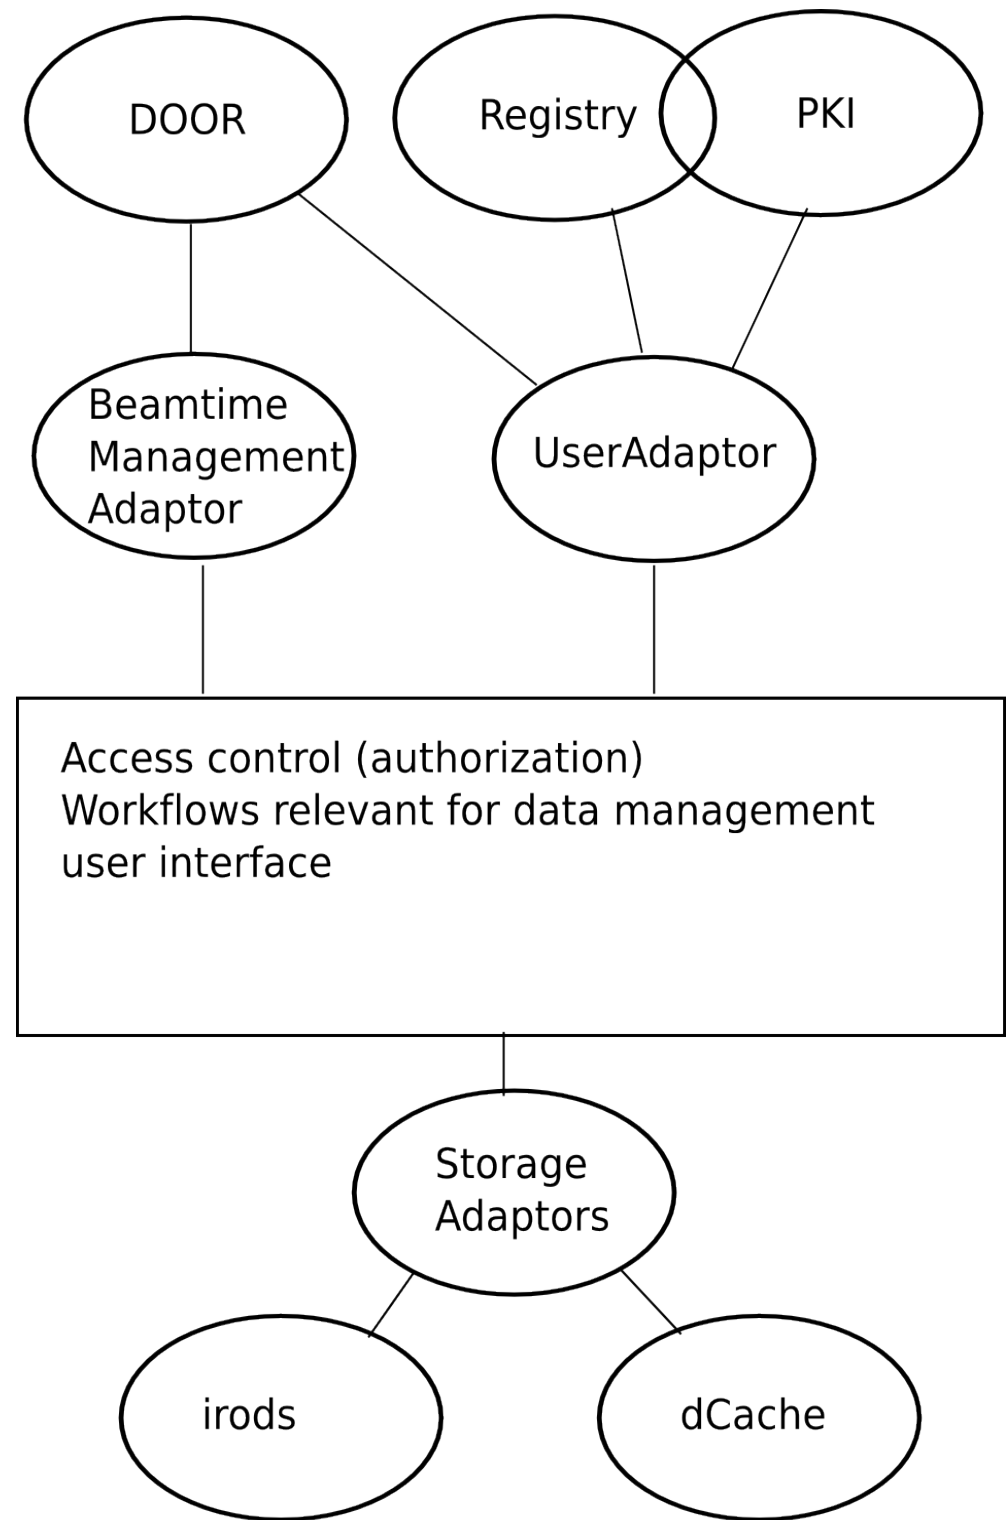 DOOR
Registry
PKI
Beamtime
Management
Adaptor
UserAdaptor
Access control (authorization)
Workflows relevant for data management
user interface
Storage
Adaptors
irods
dCache